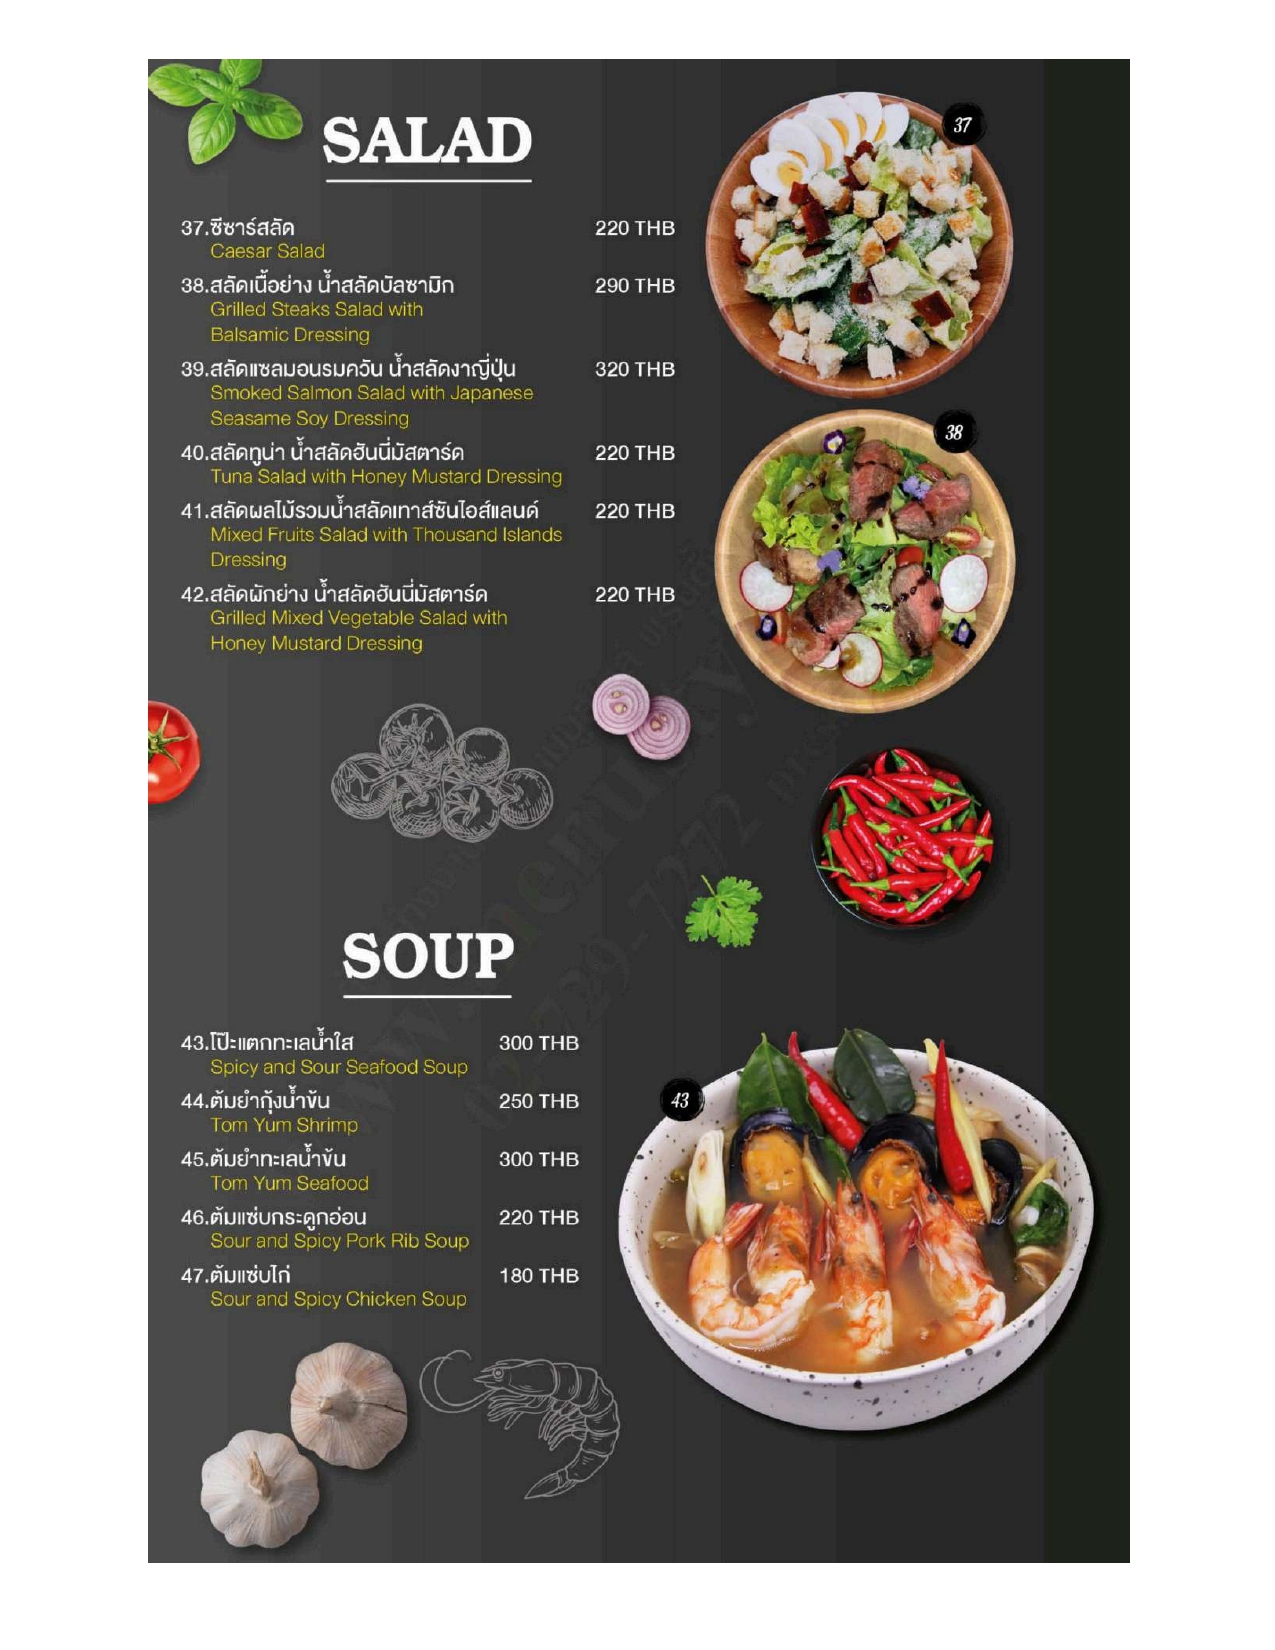 SALAD
37
37.ซีซาร์สลัด 220 THB
Caesar Salad
38.สลัดเนื้อย่าง น้ำสลัดบัลซามิก 290 THB
Grilled Steaks Salad with
Balsamic Dressing
39.สลัดแซลมอนรมควัน น้ำสลัดงาญี่ปุ่น 320 THB
Smoked Salmon Salad with Japanese
Seasame Soy Dressing
38
40.สลัดทูน่า น้ำสลัดฮันนี่มัสตาร์ด 220 THB
Tuna Salad with Honey Mustard Dressing
41.สลัดผลไม้รวมน้ำสลัดเทาส์ซันไอส์แลนด์ 220 THB
Mixed Fruits Salad with Thousand Islands
Dressing
42.สลัดผักย่าง น้ำสลัดฮันนี่มัสตาร์ด 220 THB
Grilled Mixed Vegetable Salad with
Honey Mustard Dressing
SOUP
43.โป๊ะแตกทะเลน้ำใส 300 THB
Spicy and Sour Seafood Soup
43
44.ต้มยำกุ้งน้ำข้น 250 THB
Tom Yum Shrimp
45.ต้มยำทะเลน้ำข้น 300 THB
Tom Yum Seafood
46.ต้มแซ่บกระดูกอ่อน 220 THB
Sour and Spicy Pork Rib Soup
47.ต้มแซ่บไก่ 180 THB
Sour and Spicy Chicken Soup